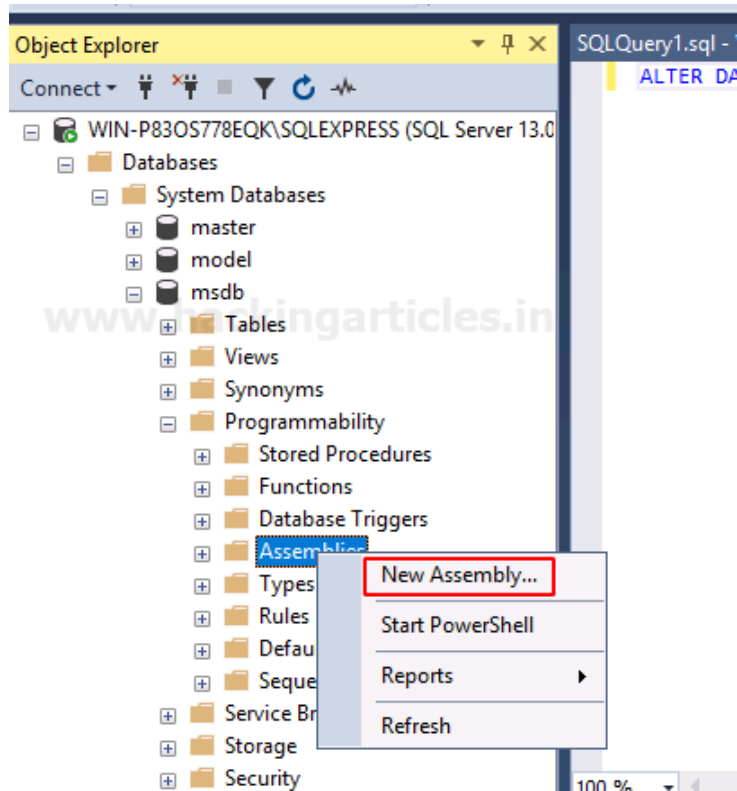 Object Explorer
SQLQuery1.sql -
Connect
ALTER DA
WIN-P83OS778EQK\SQLEXPRESS (SQL Server 13.0
Databases
System Databases
master
model
msdb
www.hackingarticles.in
Tables
Views
Synonyms
Programmability
Stored Procedures
Functions
Database Triggers
Assemblies
New Assembly...
Types
Start PowerShell
Rules
Defau
Reports
Seque
Service Br
Refresh
Storage
Security
100 %